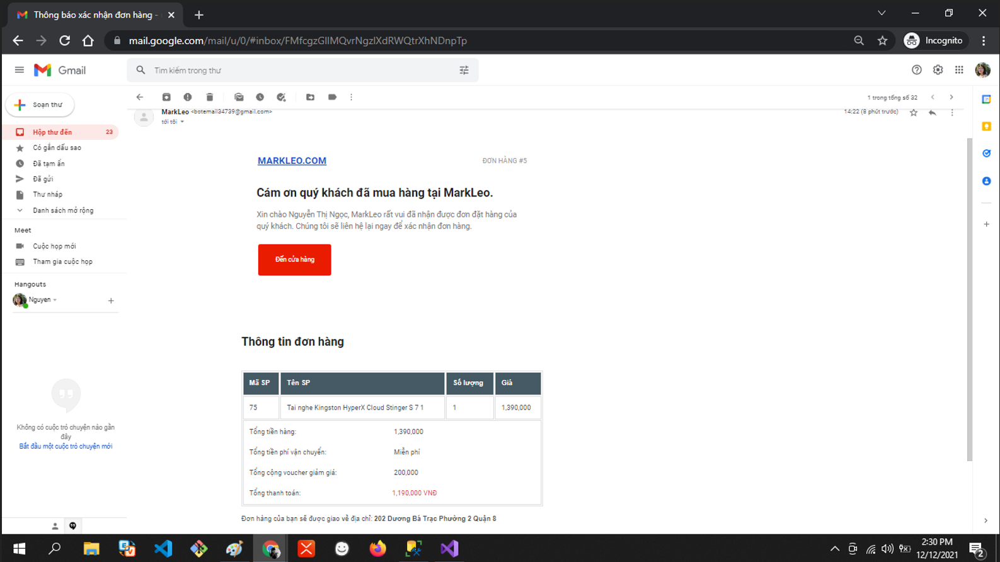 Thông báo xác nhận đơn hàng -
mail.google.com/mail/u/0/#inbox/FMfcgzGllMQvrNgzlXdRWQtrXhNDnpTp
Incognito
Gmail
Tìm kiếm trong thư
Soạn thư
1 trong tổng số 32
MarkLeo <botemail34739@gmail.com>
14:22 (8 phút trước)
tới tôi
Hộp thư đến 23
Có gắn dấu sao
Đã tạm ẩn
Đã gửi
Thư nháp
Danh sách mở rộng
Meet
Cuộc họp mới
Tham gia cuộc họp
Hangouts
Nguyen
Không có cuộc trò chuyện nào gần
đây
Bắt đầu một cuộc trò chuyện mới
MARKLEO.COM
ĐƠN HÀNG #5
Cám ơn quý khách đã mua hàng tại MarkLeo.
Xin chào Nguyễn Thị Ngọc, MarkLeo rất vui đã nhận được đơn đặt hàng của
quý khách. Chúng tôi sẽ liên hệ lại ngay để xác nhận đơn hàng.
Đến cửa hàng
Thông tin đơn hàng
Mã SP Tên SP Số lượng Giá
75 Tai nghe Kingston HyperX Cloud Stinger S 7 1 1 1,390,000
Tổng tiền hàng: 1,390,000
Tổng tiền phí vận chuyển: Miễn phí
Tổng cộng voucher giảm giá: 200,000
Tổng thanh toán: 1,190,000 VNĐ
Đơn hàng của bạn sẽ được giao về địa chỉ: 202 Dương Bá Trạc Phường 2 Quận 8
2:30 PM
12/12/2021
2